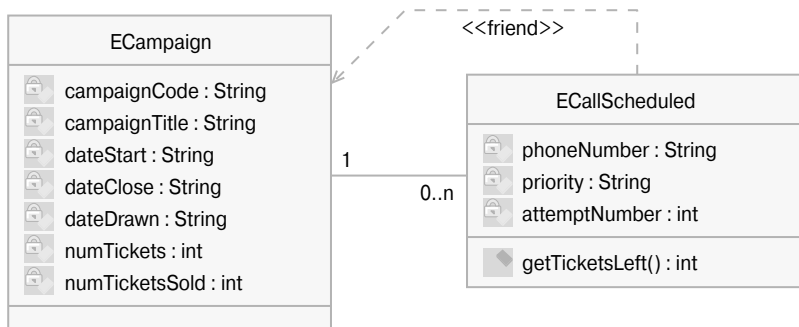 <<friend>>
ECampaign
campaignCode : String
campaignTitle : String
dateStart : String
dateClose : String
dateDrawn : String
numTickets : int
numTicketsSold : int
1
0..n
ECallScheduled
phoneNumber : String
priority : String
attemptNumber : int
getTicketsLeft() : int